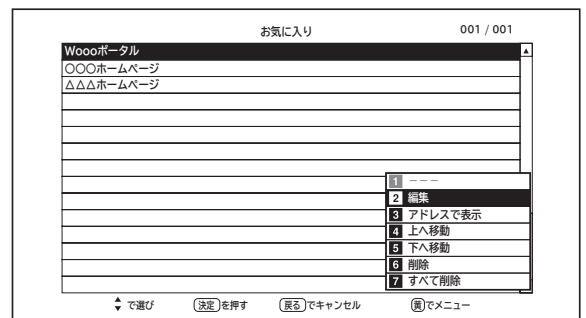 お気に入り 001 / 001
Woooポータル
○○○ホームページ
△△△ホームページ
1 −−−
2 編集
3 アドレスで表示
4 上へ移動
5 下へ移動
6 削除
7 すべて削除
で選び 決定を押す 戻るでキャンセル 黄でメニュー